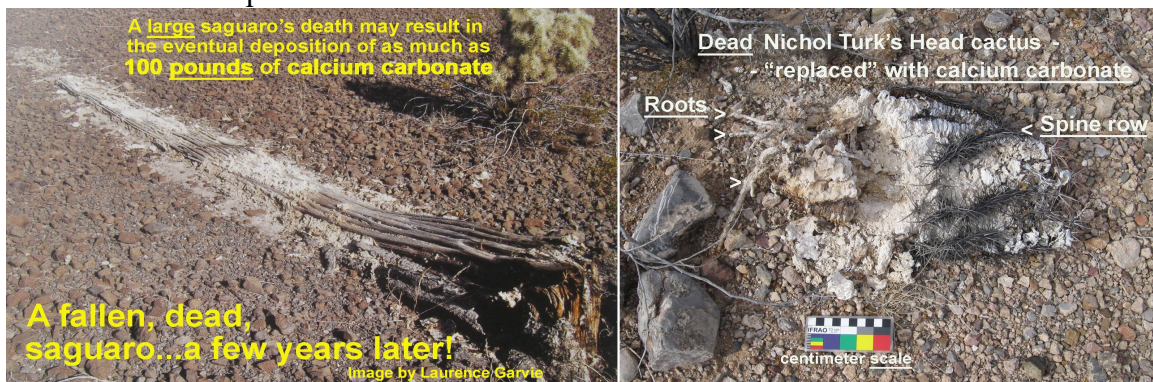 A large saguaro's death may result in
the eventual deposition of as much as
100 pounds of calcium carbonate
A fallen, dead,
saguaro...a few years later!
Image by Laurence Garvie
Dead Nichol Turk's Head cactus -
- "replaced" with calcium carbonate
Roots >
>
>
< Spine row
IFRAO
centimeter scale